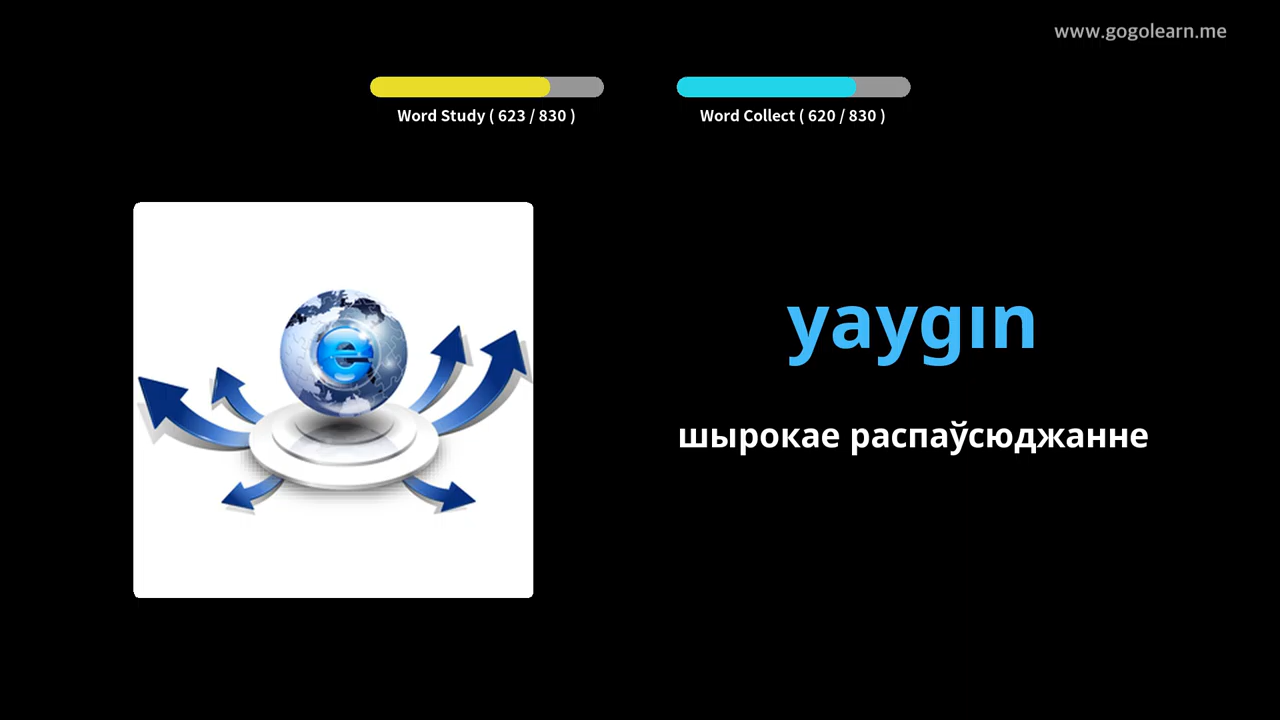 www.gogolearn.me
Word Study ( 623 / 830 )
Word Collect ( 620 / 830 )
e
yaygın
шырокае распаўсюджанне